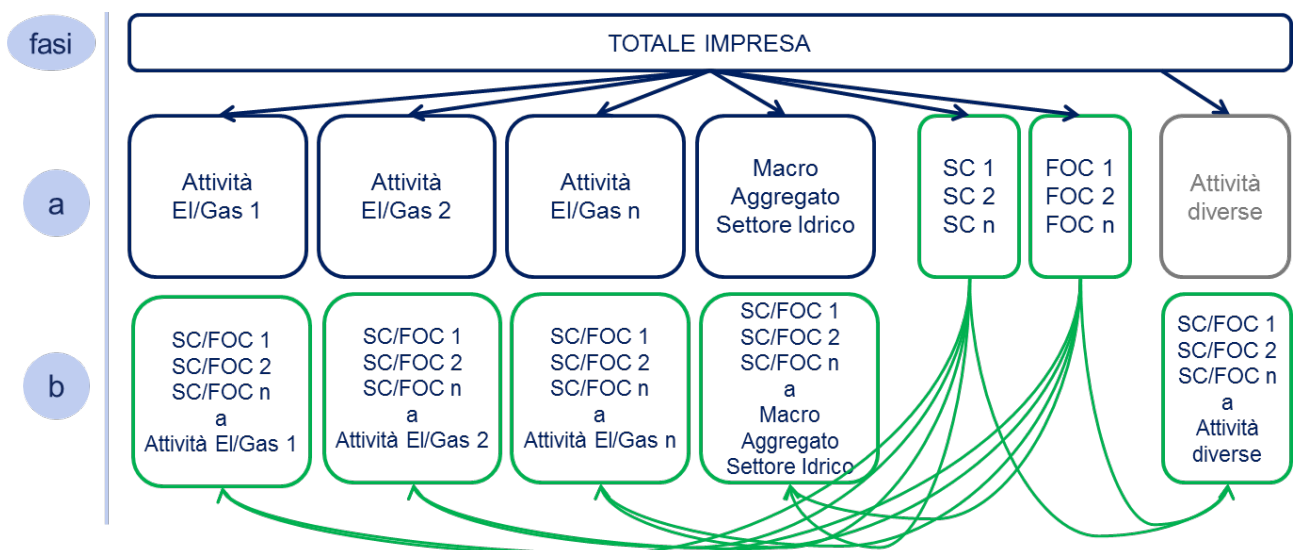 fasi
TOTALE IMPRESA
a
Attività
El/Gas 1
Attività
El/Gas 2
Attività
El/Gas n
Macro
Aggregato
Settore Idrico
SC 1
SC 2
SC n
FOC 1
FOC 2
FOC n
Attività
diverse
b
SC/FOC 1
SC/FOC 2
SC/FOC n
a
Attività El/Gas 1
SC/FOC 1
SC/FOC 2
SC/FOC n
a
Attività El/Gas 2
SC/FOC 1
SC/FOC 2
SC/FOC n
a
Attività El/Gas n
SC/FOC 1
SC/FOC 2
SC/FOC n
a
Macro
Aggregato
Settore Idrico
SC/FOC 1
SC/FOC 2
SC/FOC n
a
Attività
diverse